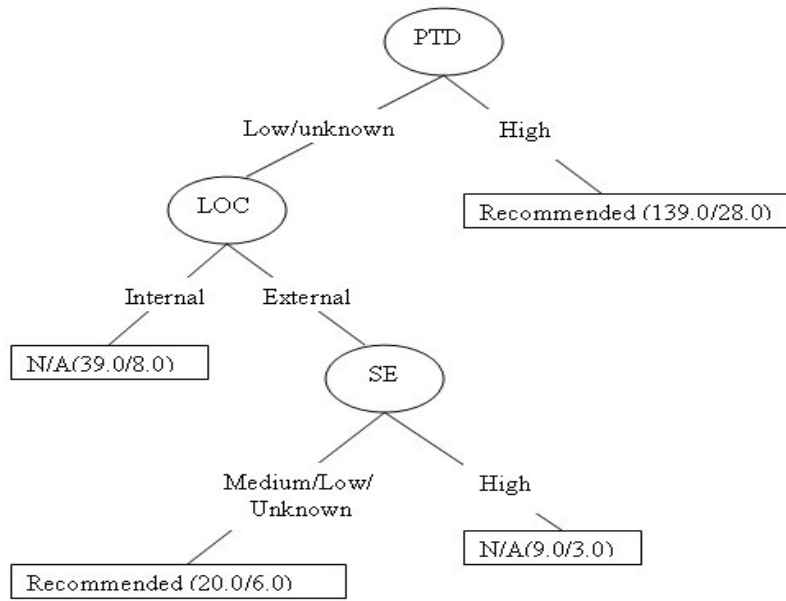 PTD
Low/unknown
High
LOC
Recommended (139.0/28.0)
Internal
External
N/A(39.0/8.0)
SE
Medium/Low/
Unknown
High
N/A(9.0/3.0)
Recommended (20.0/6.0)